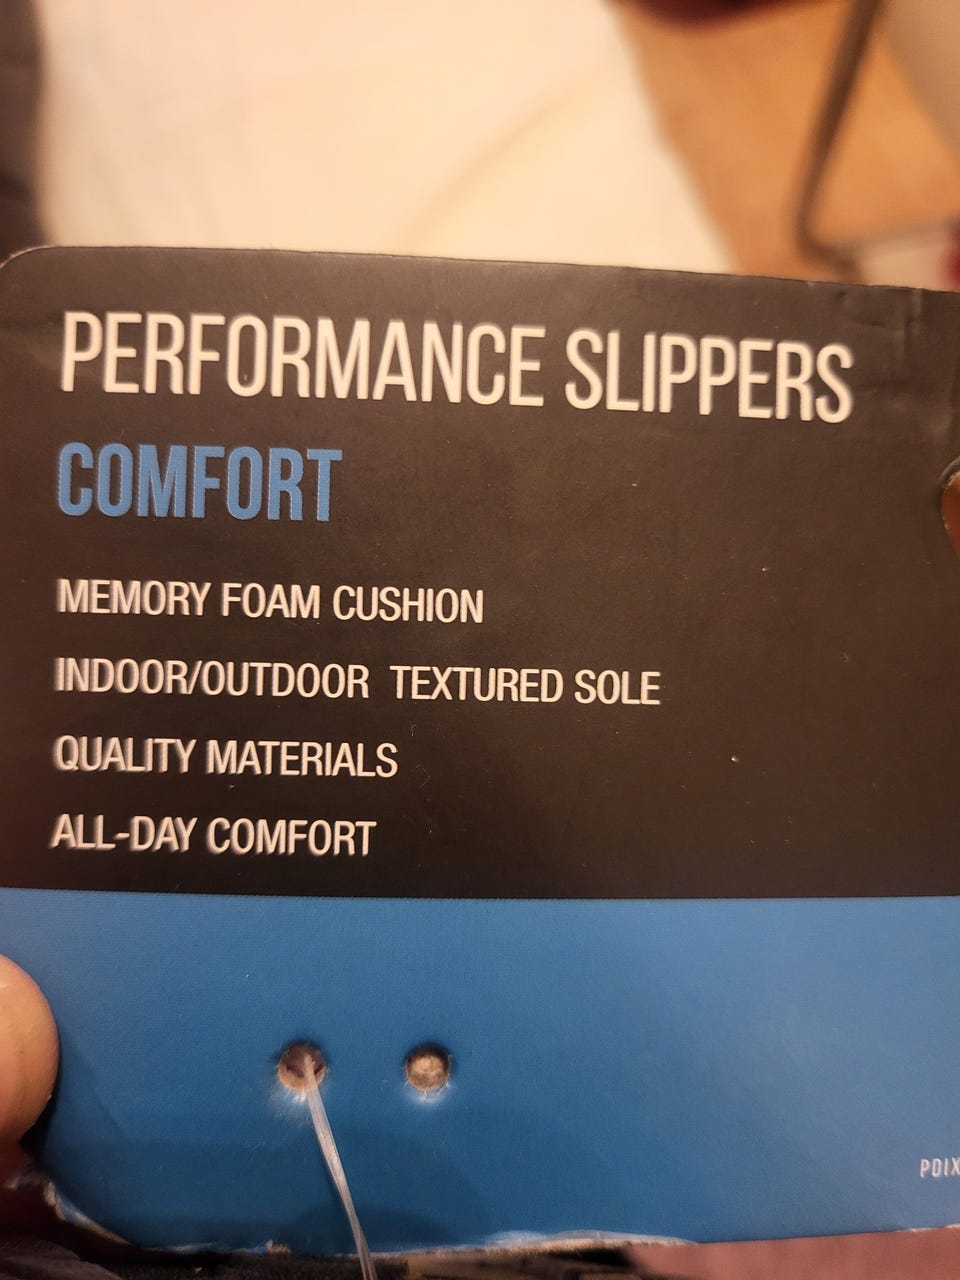 PERFORMANCE SLIPPERS
COMFORT
MEMORY FOAM CUSHION
INDOOR/OUTDOOR TEXTURED SOLE
QUALITY MATERIALS
ALL-DAY COMFORT